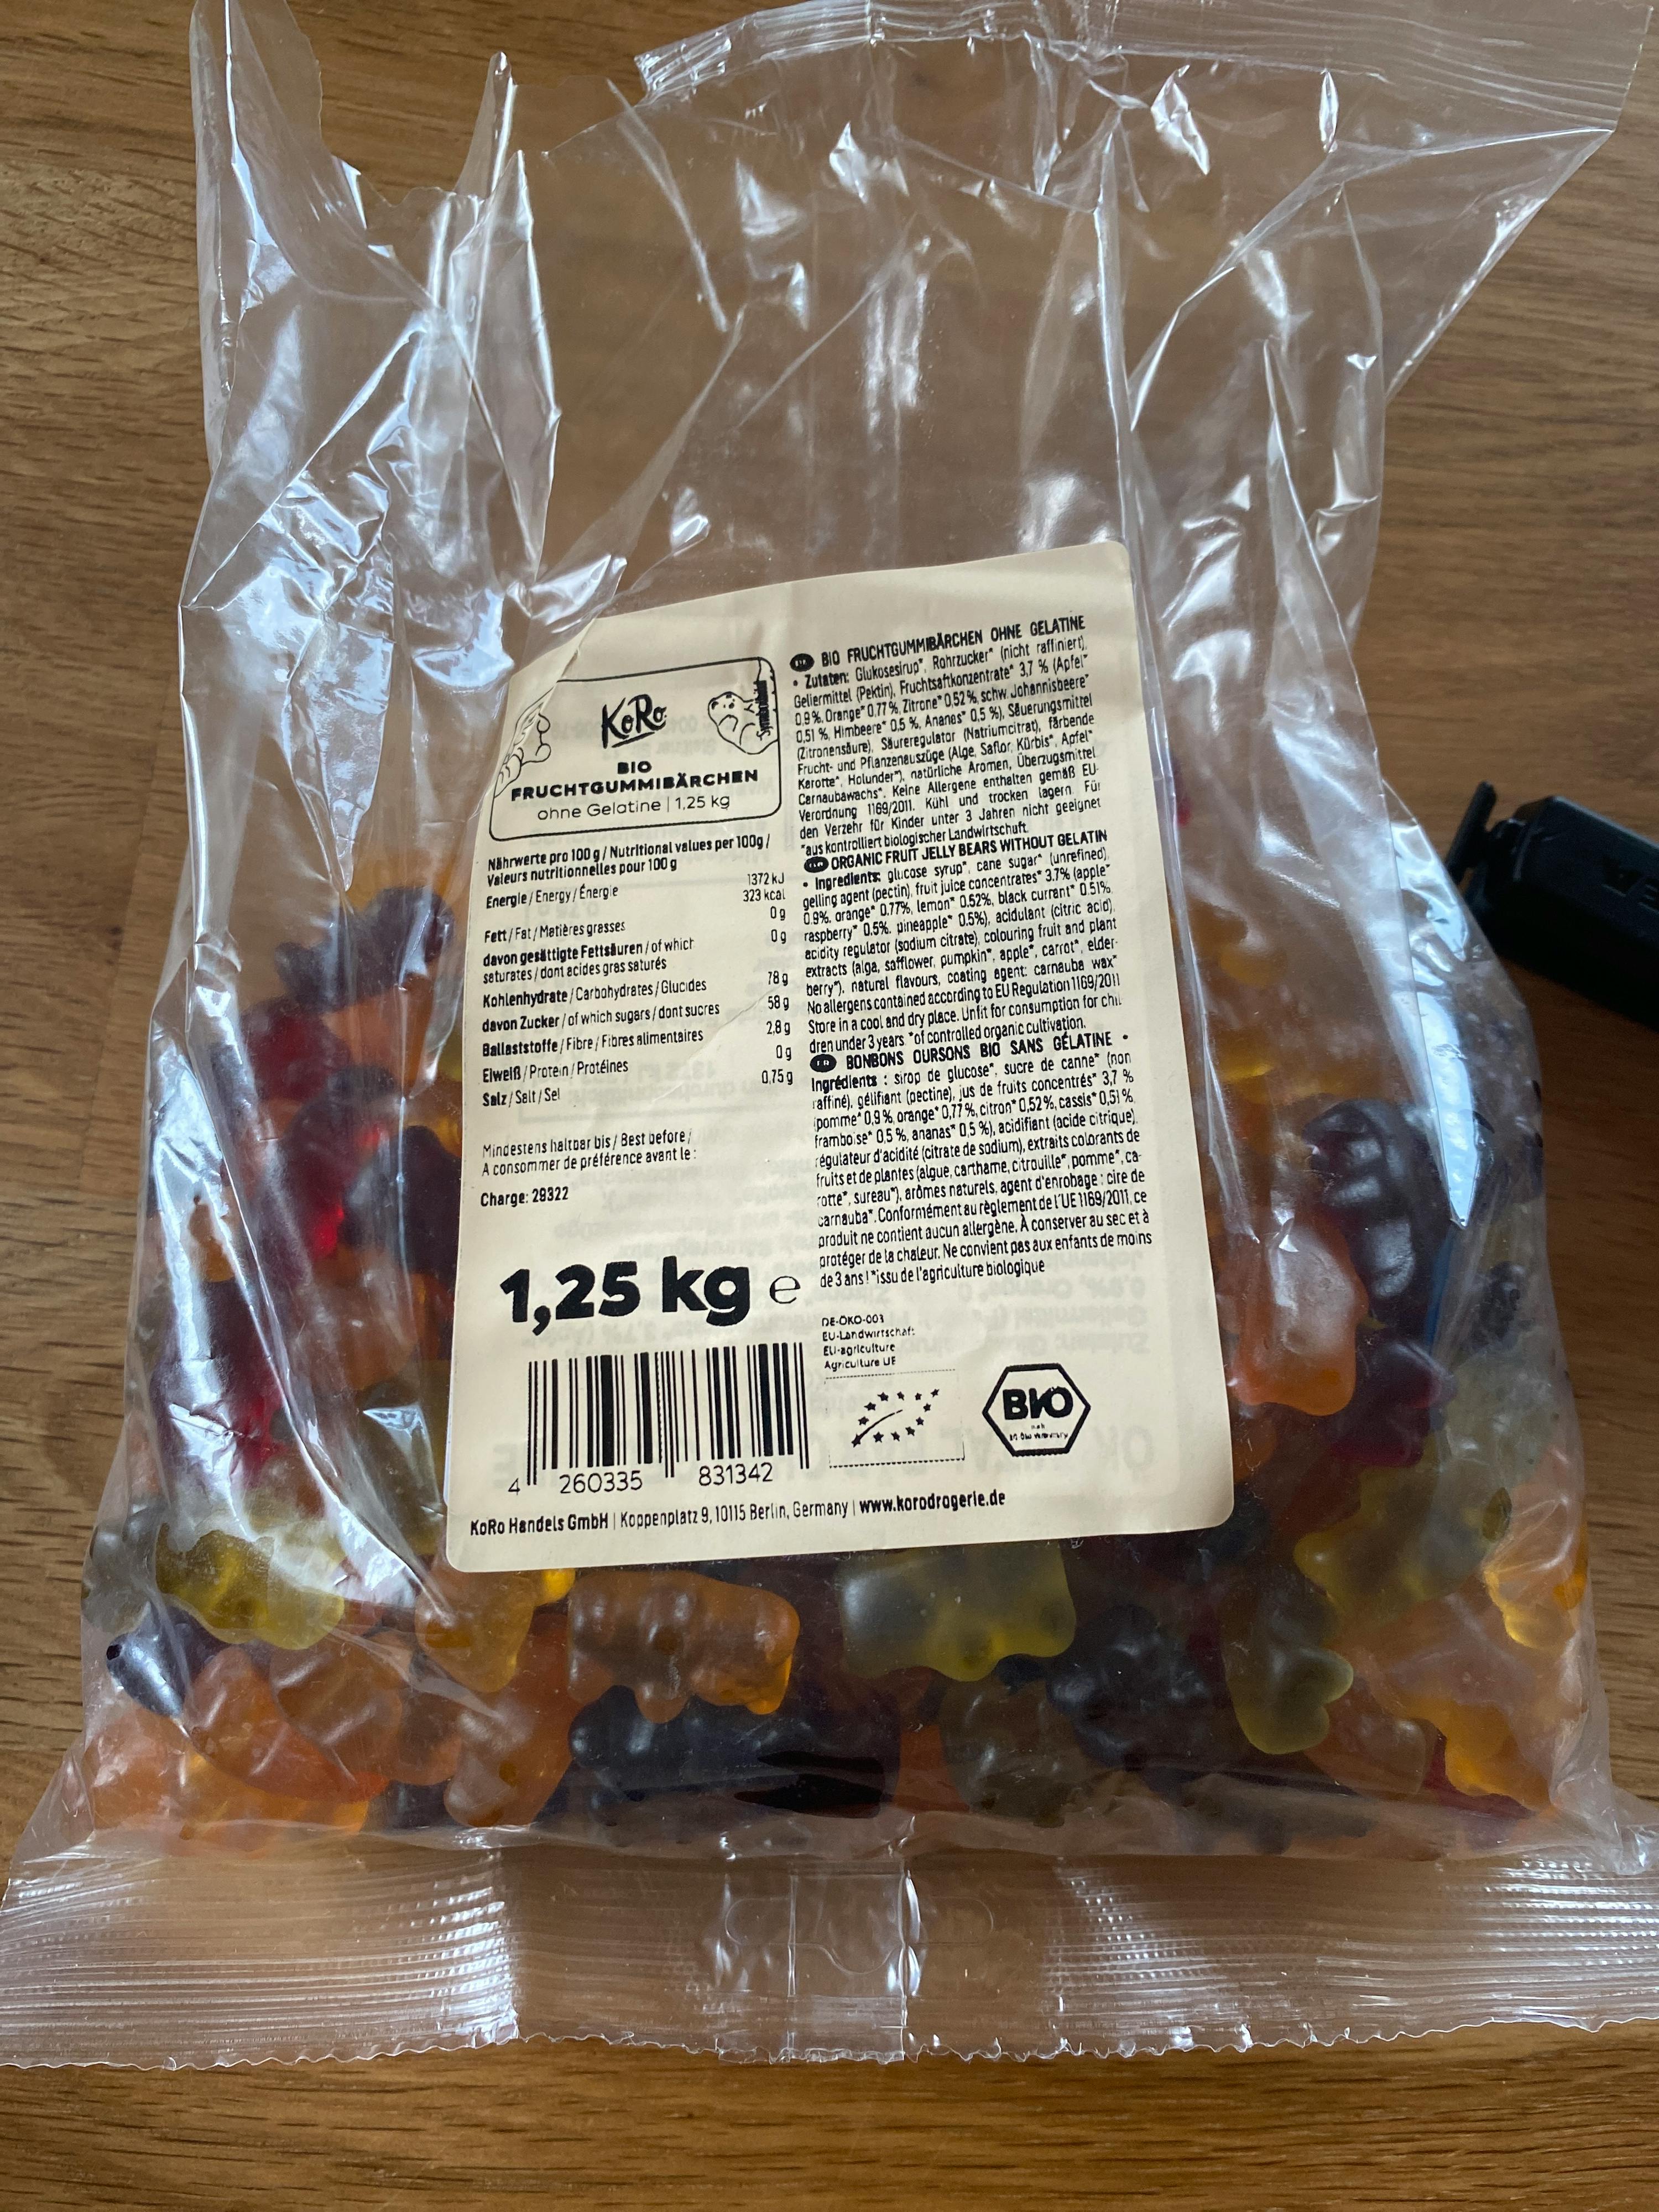 KoRo
Symbolbild
BIO
FRUCHTGUMMIBÄRCHEN
ohne Gelatine | 1,25 kg
Nährwerte pro 100 g / Nutritional values per 100g /
Valeurs nutritionnelles pour 100 g
Energie / Energy / Énergie 1372 kJ
323 kcal
Fett / Fat / Matières grasses 0 g
davon gesättigte Fettsäuren / of which 0 g
saturates / dont acides gras saturés
Kohlenhydrate / Carbohydrates / Glucides 78 g
davon Zucker / of which sugars / dont sucres 58 g
Ballaststoffe / Fibre / Fibres alimentaires 2,8 g
Eiweiß / Protein / Protéines 0 g
Salz / Salt / Sel 0,75 g
Mindestens haltbar bis / Best before /
A consommer de préférence avant le :
Charge: 29322
1,25 kg e
4 260335 831342
DE BIO FRUCHTGUMMIBÄRCHEN OHNE GELATINE
• Zutaten: Glukosesirup*, Rohrzucker* (nicht raffiniert),
Geliermittel (Pektin), Fruchtsaftkonzentrate* 3,7 % (Apfel*
0,9 %, Orange* 0,77 %, Zitrone* 0,52 %, schw. Johannisbeere*
0,51 %, Himbeere* 0,5 %, Ananas* 0,5 %), Säuerungsmittel
(Zitronensäure), Säureregulator (Natriumcitrat), färbende
Frucht- und Pflanzenauszüge (Alge, Saflor, Kürbis*, Apfel*,
Karotte*, Holunder*), natürliche Aromen, Überzugsmittel
Carnaubawachs*. Keine Allergene enthalten gemäß EU-
Verordnung 1169/2011. Kühl und trocken lagern. Für
den Verzehr für Kinder unter 3 Jahren nicht geeignet
*aus kontrolliert biologischer Landwirtschaft.
ORGANIC FRUIT JELLY BEARS WITHOUT GELATIN
• Ingredients: glucose syrup*, cane sugar* (unrefined),
gelling agent (pectin), fruit juice concentrates* 3.7% (apple*
0.9%, orange* 0.77%, lemon* 0.52%, black currant* 0.51%,
raspberry* 0.5%, pineapple* 0.5%), acidulant (citric acid),
acidity regulator (sodium citrate), colouring fruit and plant
extracts (alga, safflower, pumpkin*, apple*, carrot*, elder-
berry*), natural flavours, coating agent: carnauba wax*
No allergens contained according to EU Regulation 1169/2011
Store in a cool and dry place. Unfit for consumption for chil
dren under 3 years *of controlled organic cultivation.
FR BONBONS OURSONS BIO SANS GÉLATINE •
Ingrédients : sirop de glucose*, sucre de canne* (non
raffiné), gélifiant (pectine), jus de fruits concentrés* 3,7 %
(pomme* 0,9 %, orange* 0,77 %, citron* 0,52 %, cassis* 0,51 %,
framboise* 0,5 %, ananas* 0,5 %), acidifiant (acide citrique),
régulateur d'acidité (citrate de sodium), extraits colorants de
fruits et de plantes (algue, carthame, citrouille*, pomme*, ca-
rotte*, sureau*), arômes naturels, agent d'enrobage : cire de
carnauba*. Conformément au règlement de l'UE 1169/2011, ce
produit ne contient aucun allergène. À conserver au sec et à
protéger de la chaleur. Ne convient pas aux enfants de moins
de 3 ans ! *issu de l'agriculture biologique
DE-ÖKO-003
EU-Landwirtschaft
EU-agriculture
Agriculture UE
BIO
nach
EG-Öko-Verordnung
KoRo Handels GmbH | Koppenplatz 9, 10115 Berlin, Germany | www.korodrogerie.de